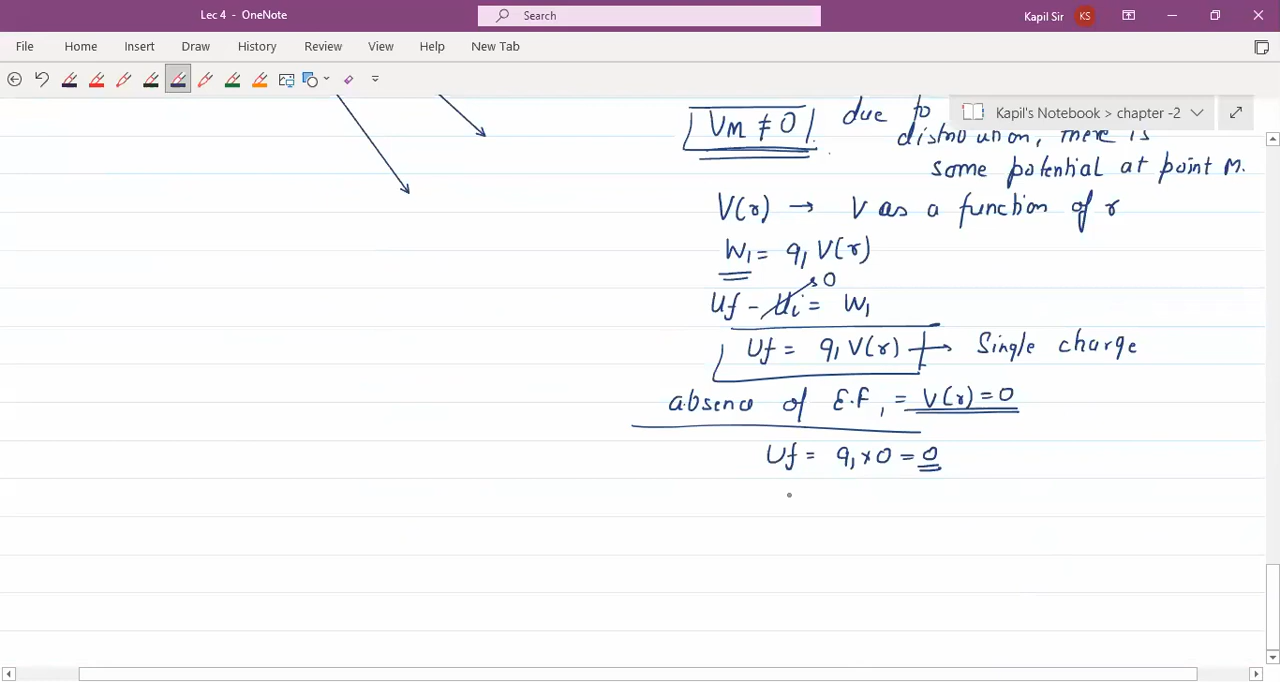 Lec 4 - OneNote
Search
Kapil Sir KS
File Home Insert Draw History Review View Help New Tab
Kapil's Notebook > chapter -2
VM ≠ 0 due to
distribution, there is
some potential at point M.
V(r) → V as a function of r
W₁ = q₁ V(r)
Uf - Ui = W₁ 0
Uf = q₁ V(r) → Single charge
absence of E.F, = V(r) = 0
Uf = q₁ × 0 = 0